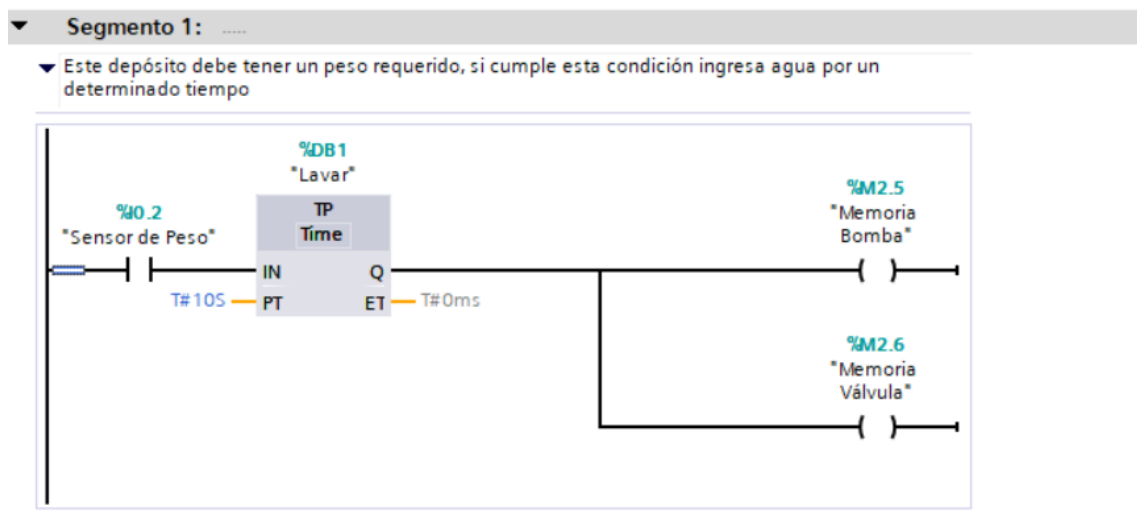 Segmento 1: .....
Este depósito debe tener un peso requerido, si cumple esta condición ingresa agua por un
determinado tiempo
%DB1
"Lavar"
%I0.2
"Sensor de Peso"
TP
Time
IN
Q
T#10S
PT
ET
T#0ms
%M2.5
"Memoria
Bomba"
%M2.6
"Memoria
Válvula"